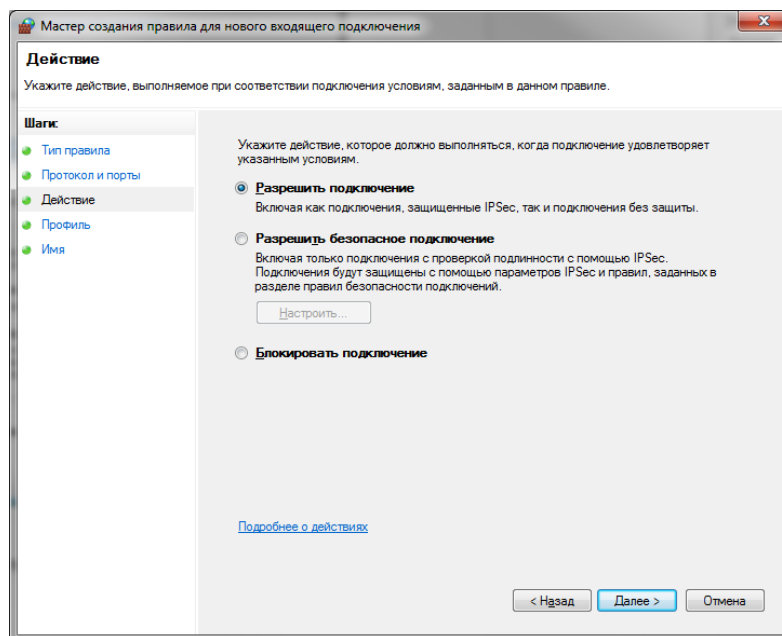 Мастер создания правила для нового входящего подключения
Действие
Укажите действие, выполняемое при соответствии подключения условиям, заданным в данном правиле.
Шаги:
Тип правила
Протокол и порты
Действие
Профиль
Имя
Укажите действие, которое должно выполняться, когда подключение удовлетворяет
указанным условиям.
Разрешить подключение
Включая как подключения, защищенные IPSec, так и подключения без защиты.
Разрешить безопасное подключение
Включая только подключения с проверкой подлинности с помощью IPSec.
Подключения будут защищены с помощью параметров IPSec и правил, заданных в
разделе правил безопасности подключений.
Настроить...
Блокировать подключение
Подробнее о действиях
< Назад
Далее >
Отмена